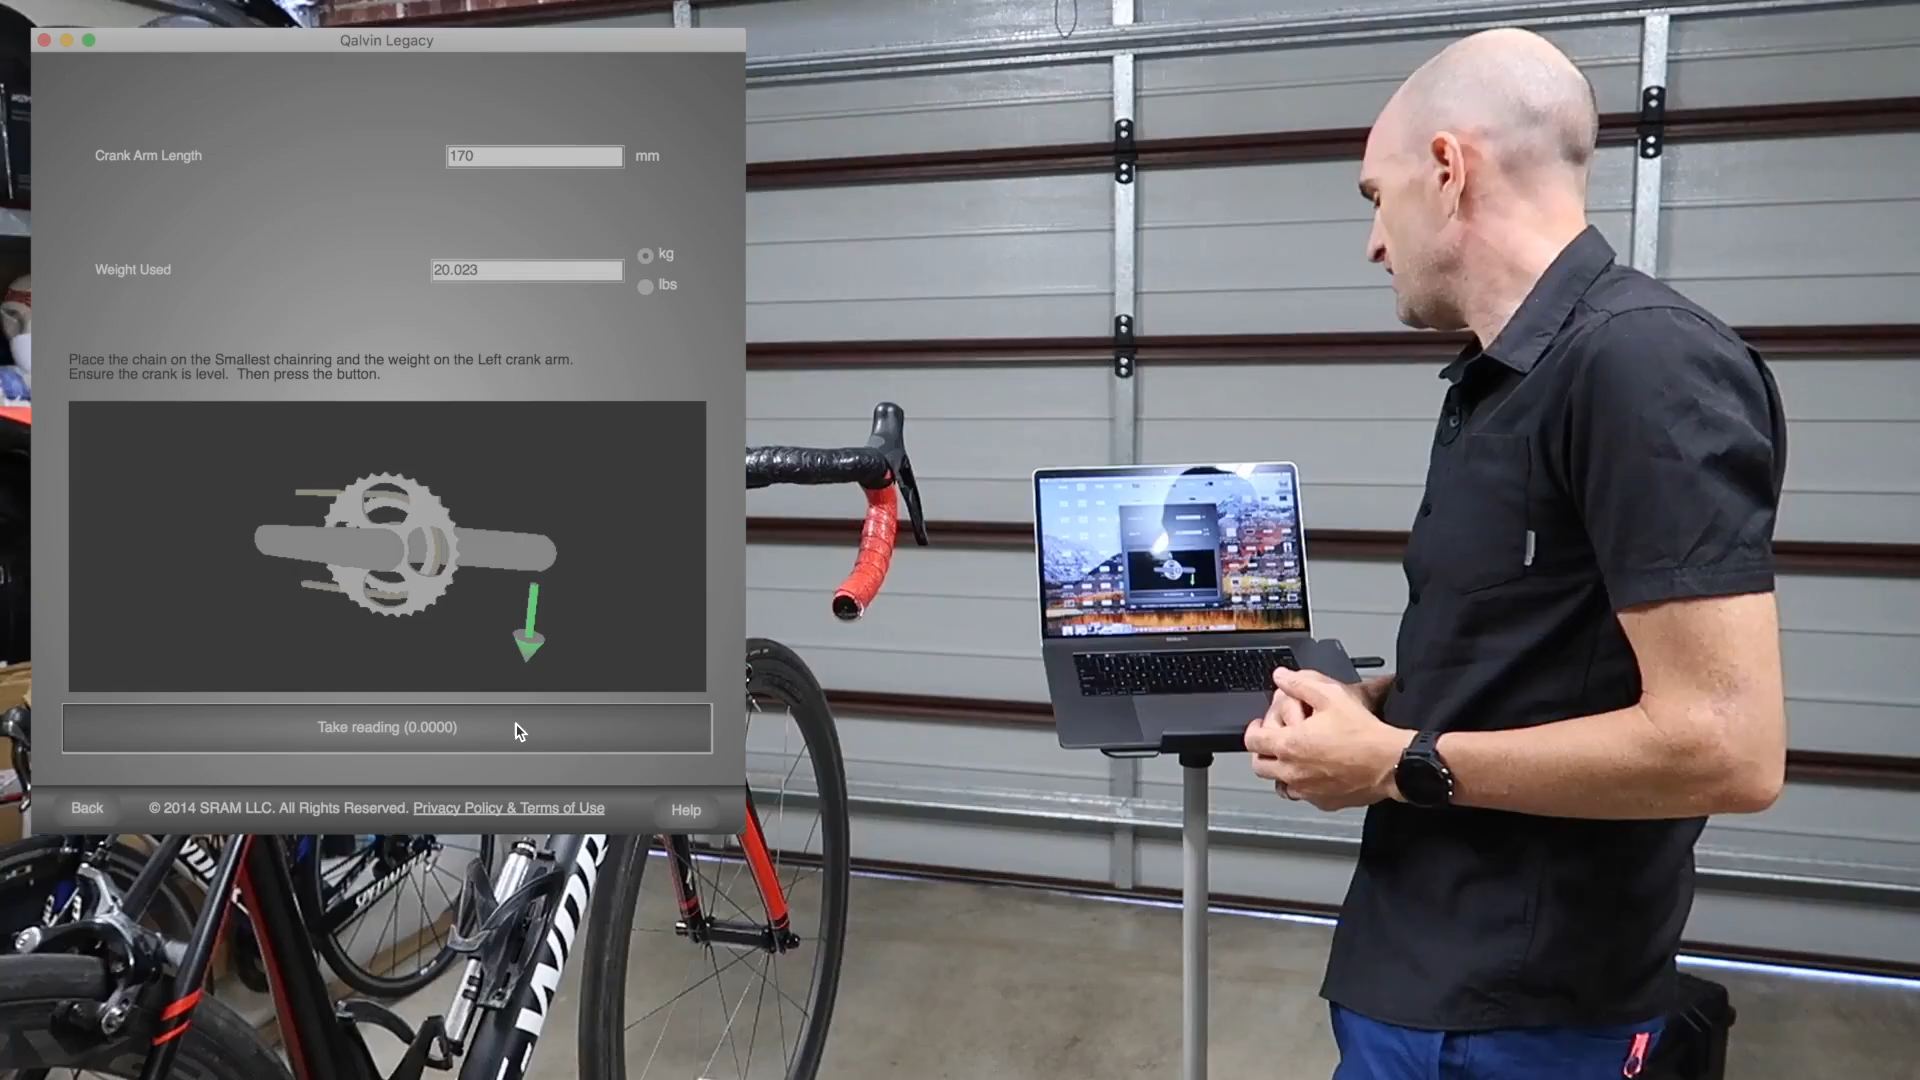 Qalvin Legacy
Crank Arm Length 170 mm
Weight Used 20.023 kg
lbs
Place the chain on the Smallest chainring and the weight on the Left crank arm.
Ensure the crank is level.  Then press the button.
Take reading (0.0000)
Back © 2014 SRAM LLC. All Rights Reserved. Privacy Policy & Terms of Use Help